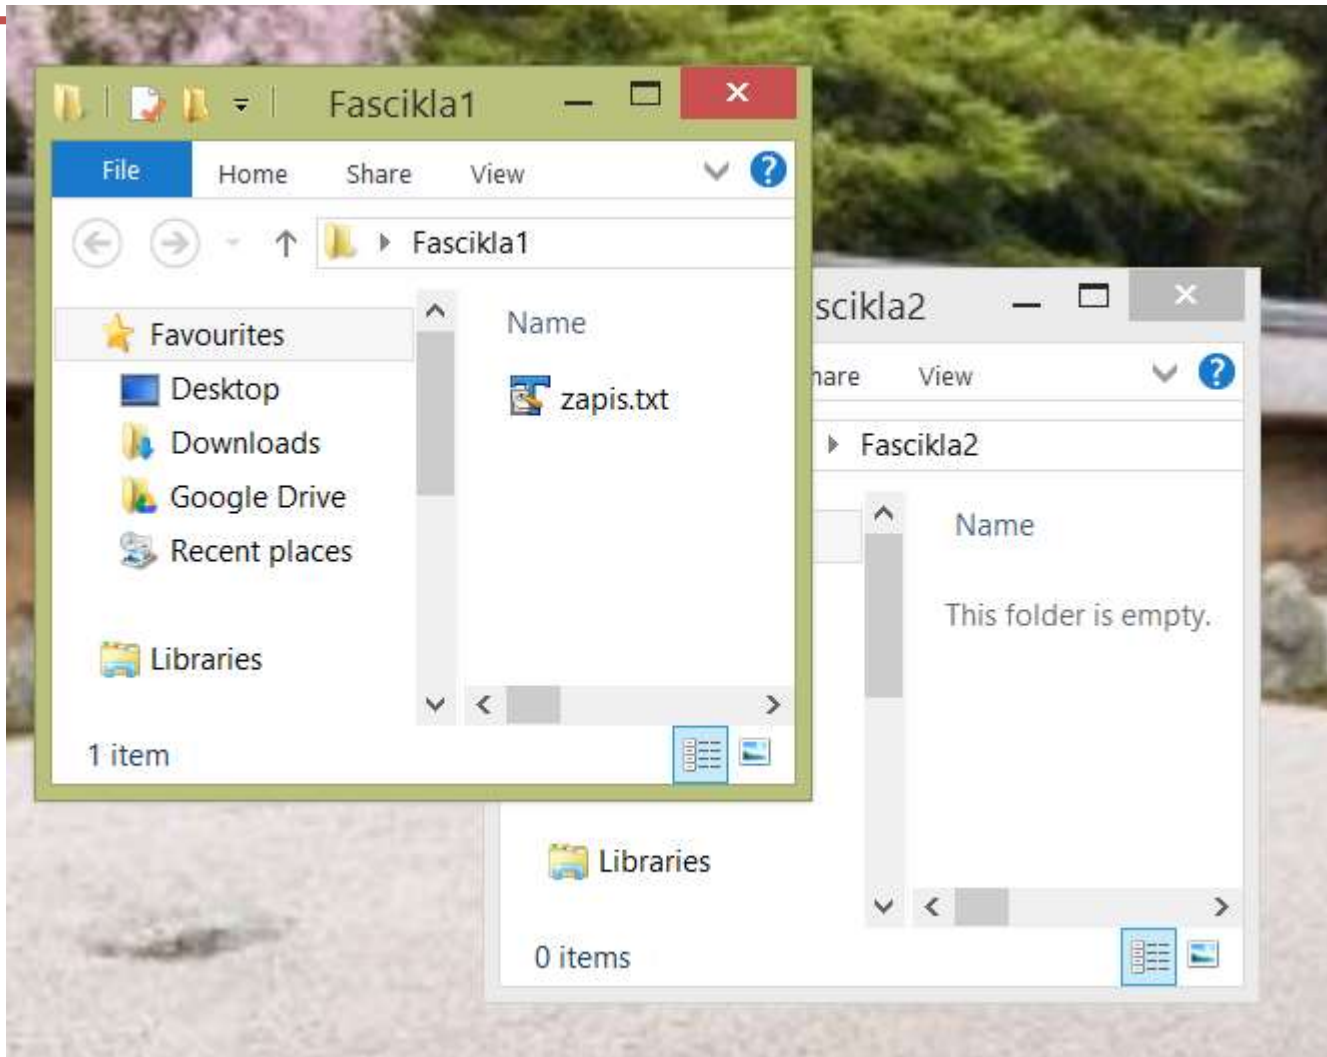 Fascikla1
File Home Share View
Fascikla1
Favourites
Desktop
Downloads
Google Drive
Recent places
Libraries
Name
zapis.txt
1 item
scikla2
hare View
Fascikla2
Name
This folder is empty.
Libraries
0 items